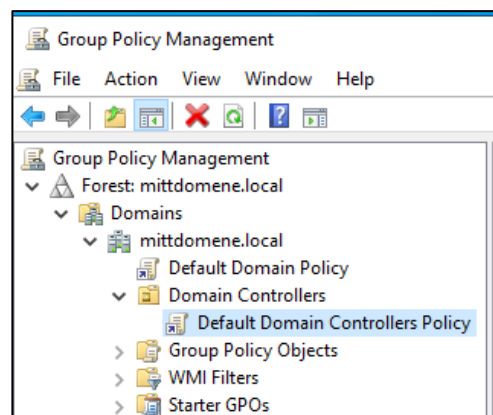 Group Policy Management
File Action View Window Help
Group Policy Management
Forest: mittdomene.local
Domains
mittdomene.local
Default Domain Policy
Domain Controllers
Default Domain Controllers Policy
Group Policy Objects
WMI Filters
Starter GPOs